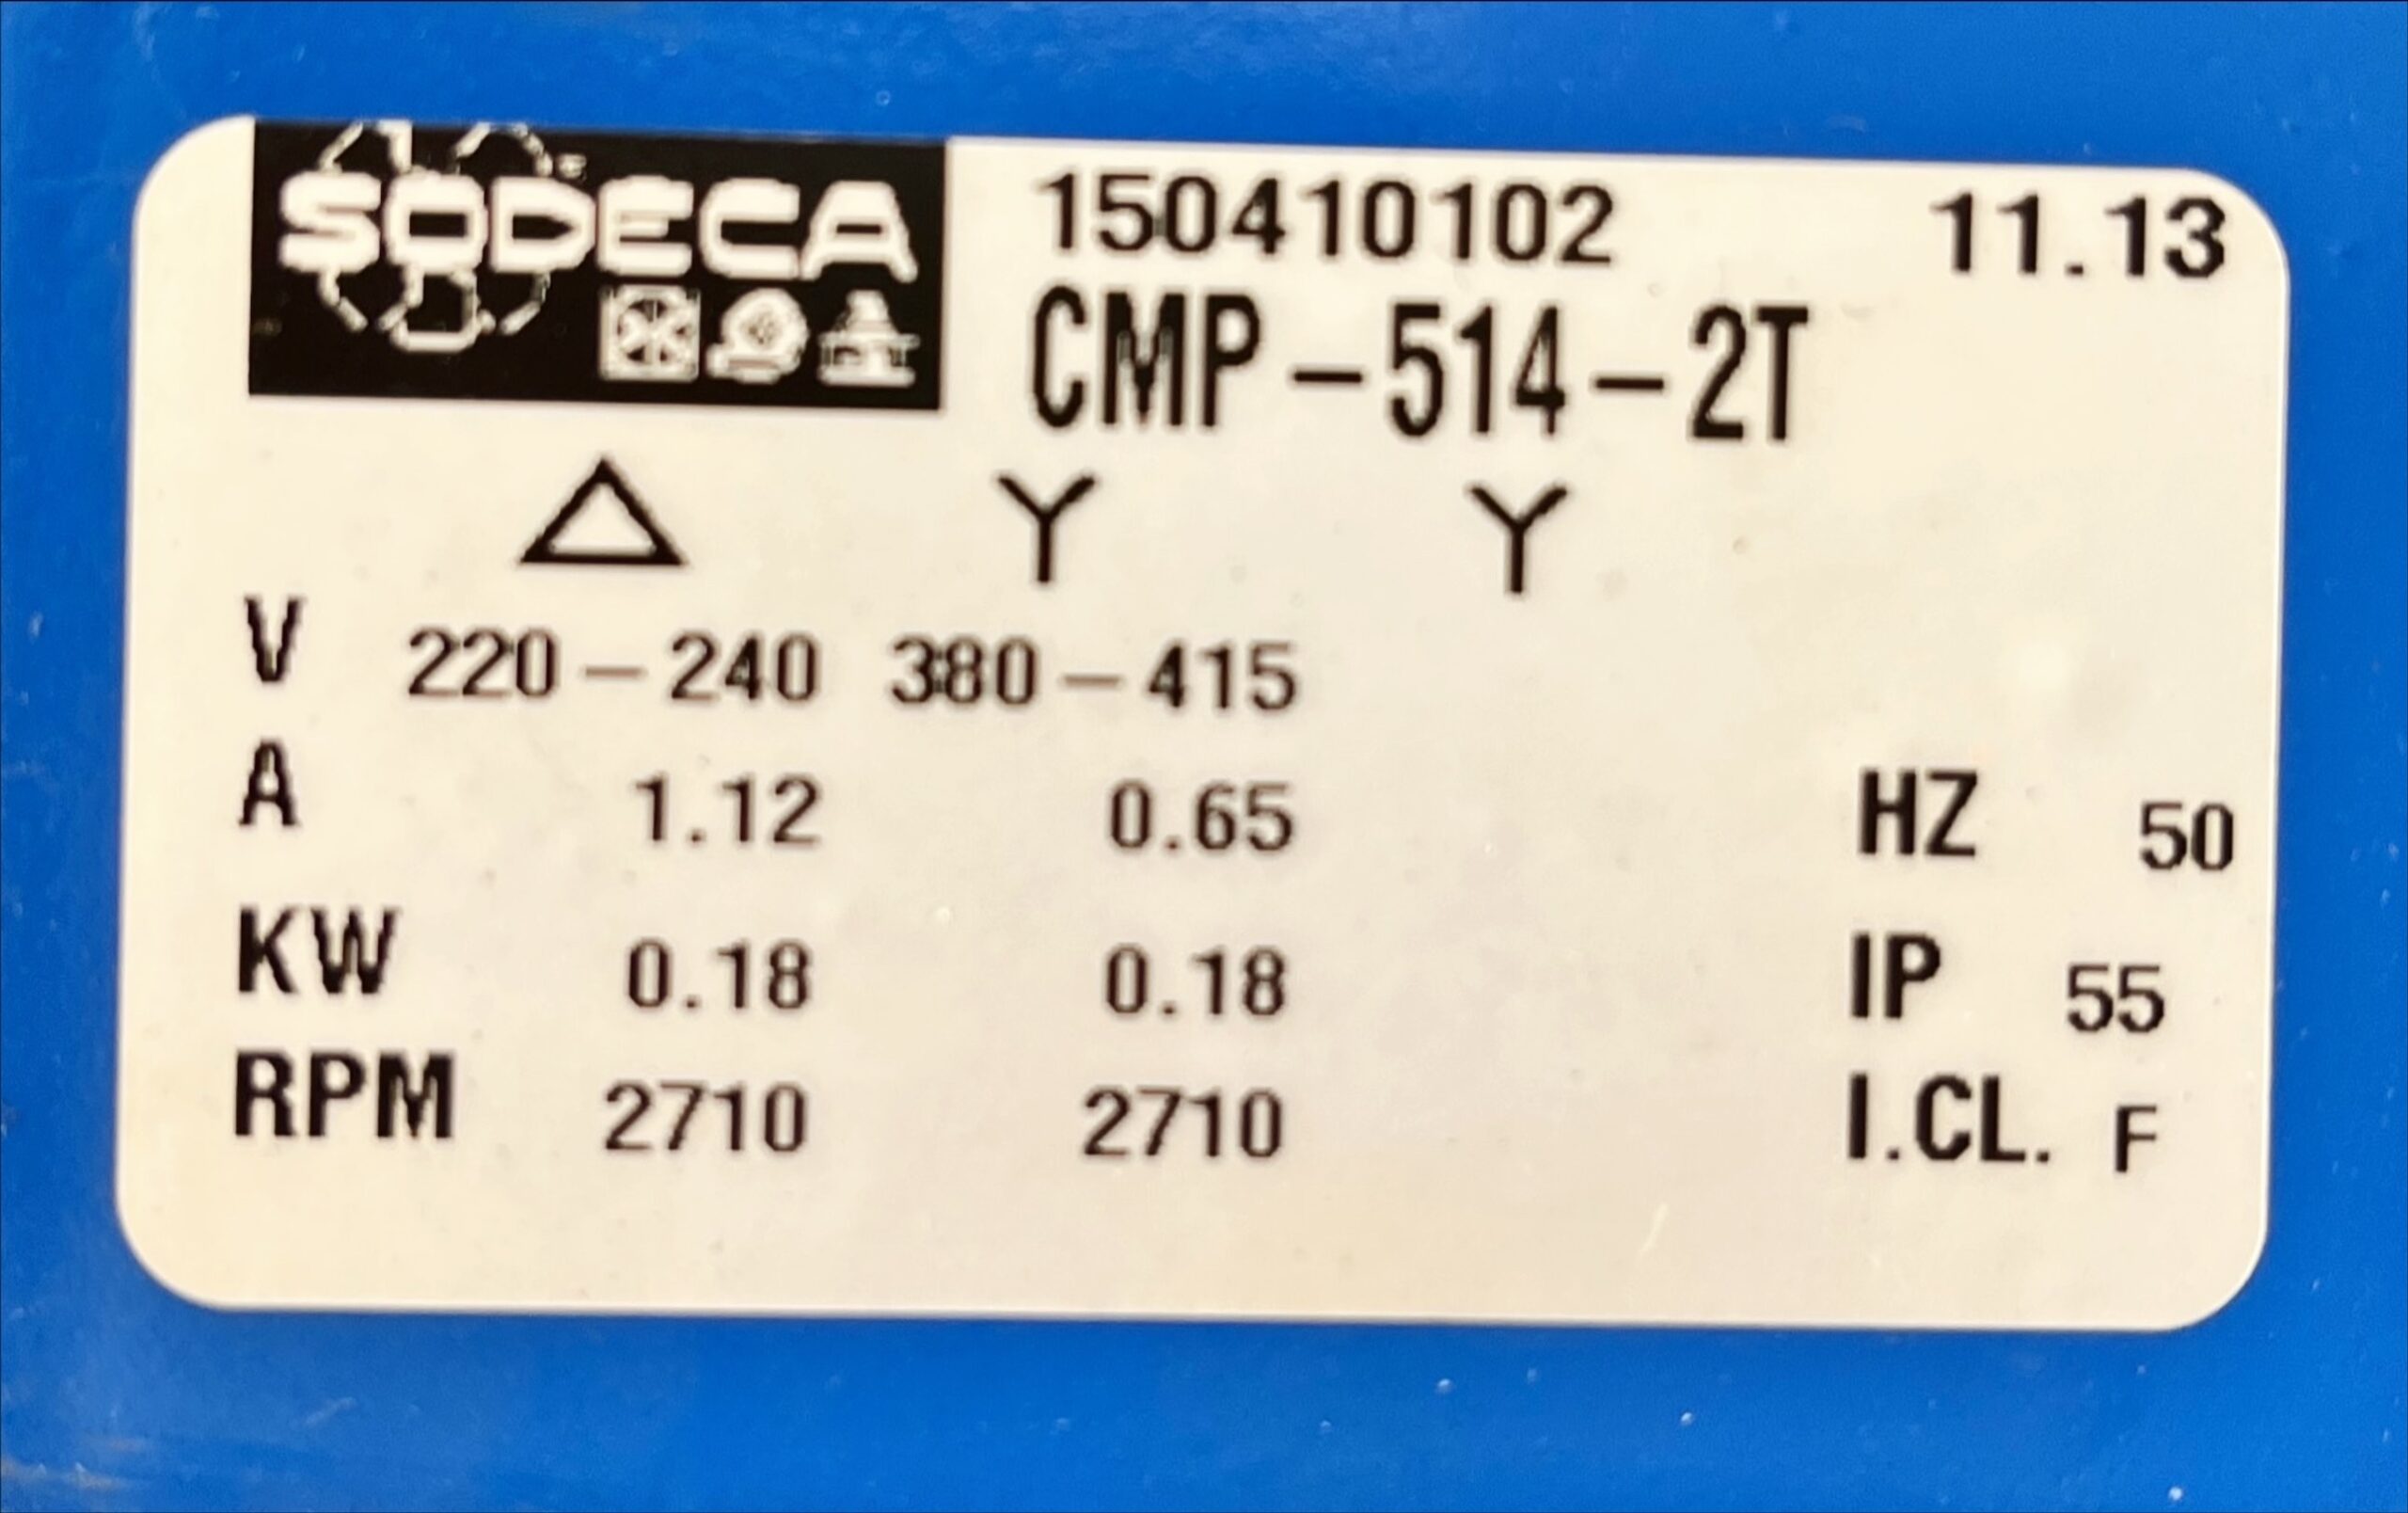 SODECA
150410102 11.13
CMP-514-2T
△ Y Y
V 220-240 380-415
A 1.12 0.65 HZ 50
KW 0.18 0.18 IP 55
RPM 2710 2710 I.CL. F